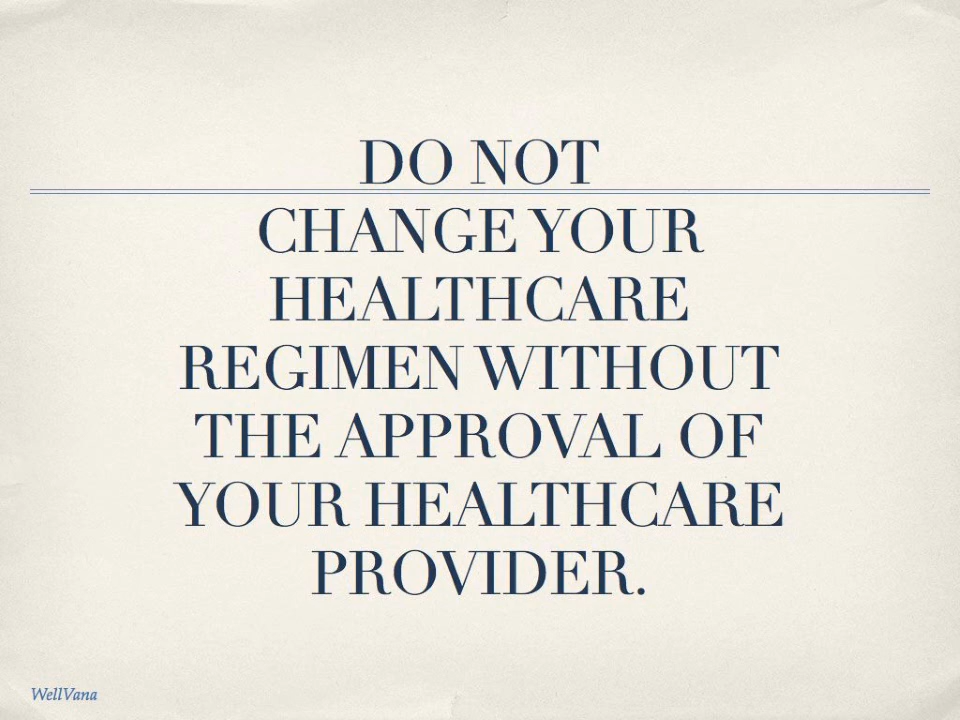 DO NOT
CHANGE YOUR
HEALTHCARE
REGIMEN WITHOUT
THE APPROVAL OF
YOUR HEALTHCARE
PROVIDER.
WellVana